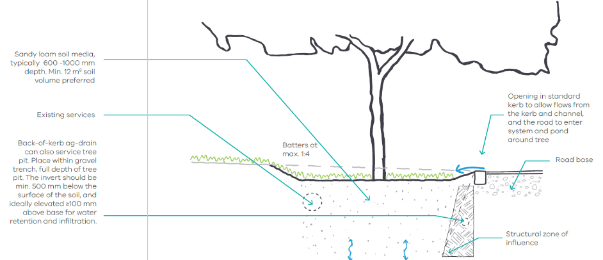 Sandy loam soil media,
typically 600 -1000 mm
depth: Min. 12 m³ soil
volume preferred
Existing services
Back-of-kerb ag-drain
can also service tree
pit. Place within gravel
trench, full depth of tree
pit. The invert should be
min. 500 mm below the
surface of the soil, and
ideally elevated ≥100 mm
above base for water
retention and infiltration.
Batters at
max. 1:4
Opening in standard
kerb to allow flows from
the kerb and channel,
and the road to enter
system and pond
around tree
Road base
Structural zone of
influence